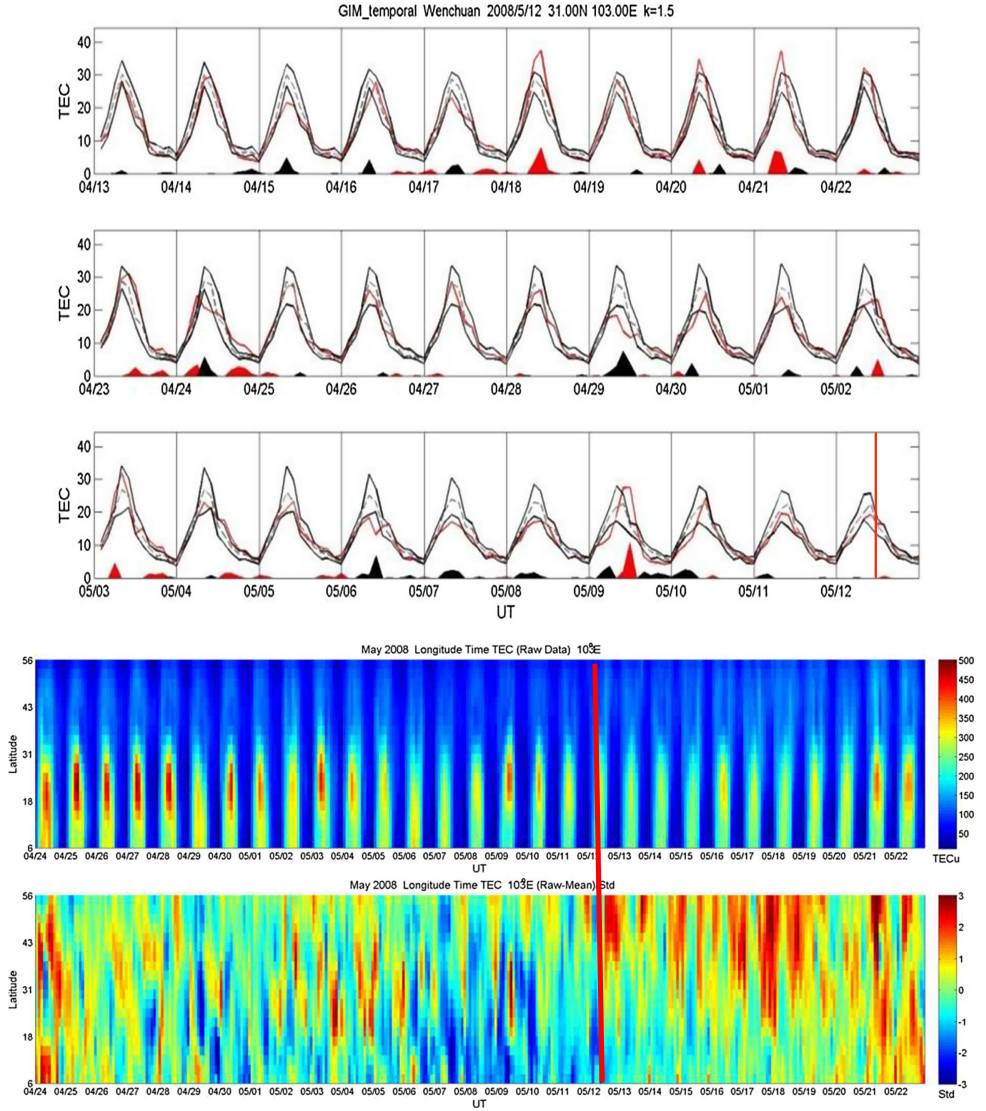 GIM_temporal Wenchuan 2008/5/12 31.00N 103.00E k=1.5
40
30
20
10
0
TEC
04/13 04/14 04/15 04/16 04/17 04/18 04/19 04/20 04/21 04/22
40
30
20
10
0
TEC
04/23 04/24 04/25 04/26 04/27 04/28 04/29 04/30 05/01 05/02
40
30
20
10
0
TEC
05/03 05/04 05/05 05/06 05/07 05/08 05/09 05/10 05/11 05/12
UT
May 2008 Longitude Time TEC (Raw Data) 103°E
56
43
31
18
6
Latitude
04/24 04/25 04/26 04/27 04/28 04/29 04/30 05/01 05/02 05/03 05/04 05/05 05/06 05/07 05/08 05/09 05/10 05/11 05/13 05/14 05/15 05/16 05/17 05/18 05/19 05/20 05/21 05/22
UT
500
450
400
350
300
250
200
150
100
50
TECu
May 2008 Longitude Time TEC 103°E (Raw-Mean)/Std
56
43
31
18
6
Latitude
04/24 04/25 04/26 04/27 04/28 04/29 04/30 05/01 05/02 05/03 05/04 05/05 05/06 05/07 05/08 05/09 05/10 05/11 05/12 05/13 05/14 05/15 05/16 05/17 05/18 05/19 05/20 05/21 05/22
UT
3
2
1
0
-1
-2
-3
Std